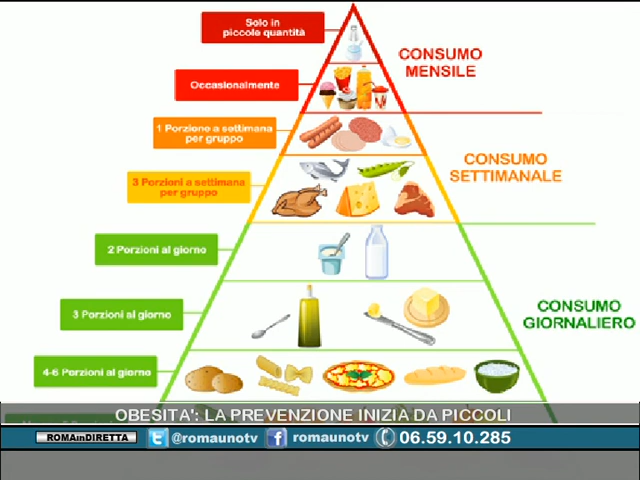 Solo in
piccole quantità
CONSUMO
MENSILE
Occasionalmente
1 Porzione a settimana
per gruppo
CONSUMO
SETTIMANALE
3 Porzioni a settimana
per gruppo
2 Porzioni al giorno
3 Porzioni al giorno
CONSUMO
GIORNALIERO
4-6 Porzioni al giorno
OBESITA': LA PREVENZIONE INIZIA DA PICCOLI
ROMAinDIRETTA
@romaunotv
romaunotv
06.59.10.285